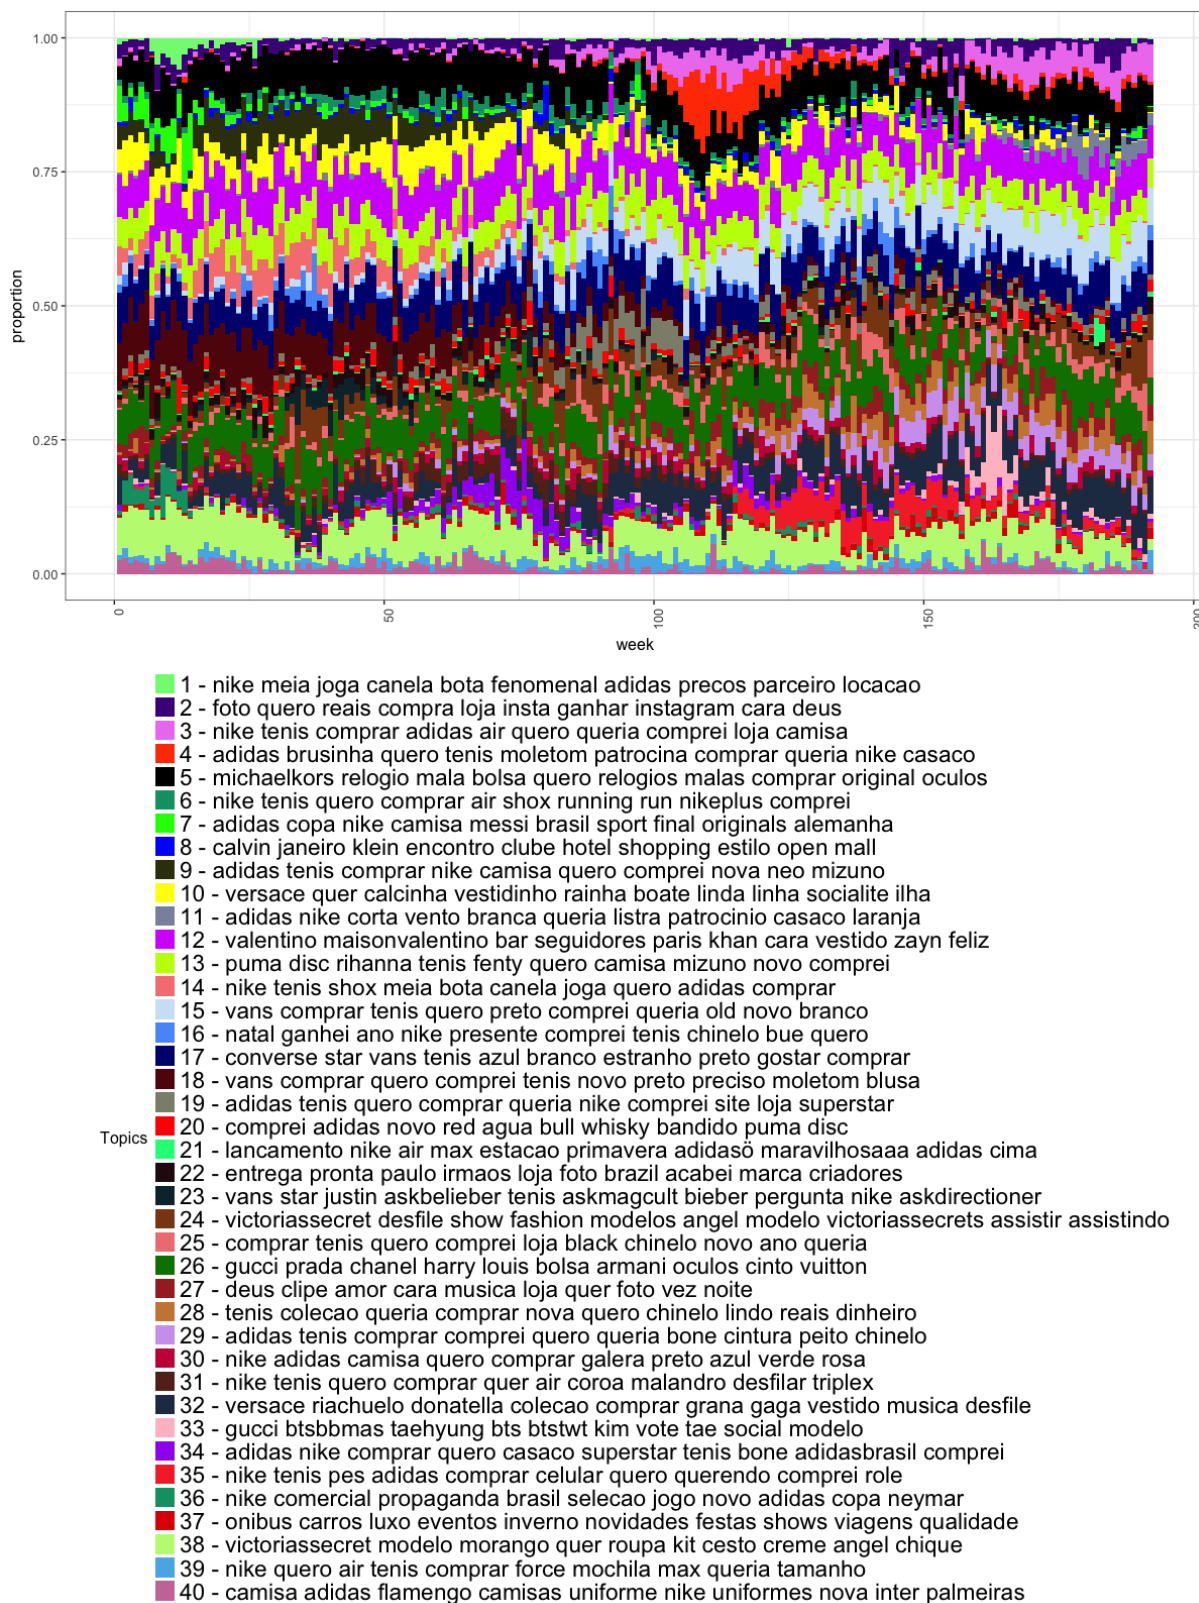 1.00
0.75
0.50
0.25
0.00
proportion
0
50
100
150
200
week
Topics
1 - nike meia joga canela bota fenomenal adidas precos parceiro locacao
2 - foto quero reais compra loja insta ganhar instagram cara deus
3 - nike tenis comprar adidas air quero queria comprei loja camisa
4 - adidas brusinha quero tenis moletom patrocina comprar queria nike casaco
5 - michaelkors relogio mala bolsa quero relogios malas comprar original oculos
6 - nike tenis quero comprar air shox running run nikeplus comprei
7 - adidas copa nike camisa messi brasil sport final originals alemanha
8 - calvin janeiro klein encontro clube hotel shopping estilo open mall
9 - adidas tenis comprar nike camisa quero comprei nova neo mizuno
10 - versace quer calcinha vestidinho rainha boate linda linha socialite ilha
11 - adidas nike corta vento branca queria listra patrocinio casaco laranja
12 - valentino maisonvalentino bar seguidores paris khan cara vestido zayn feliz
13 - puma disc rihanna tenis fenty quero camisa mizuno novo comprei
14 - nike tenis shox meia bota canela joga quero adidas comprar
15 - vans comprar tenis quero preto comprei queria old novo branco
16 - natal ganhei ano nike presente comprei tenis chinelo bue quero
17 - converse star vans tenis azul branco estranho preto gostar comprar
18 - vans comprar quero comprei tenis novo preto preciso moletom blusa
19 - adidas tenis quero comprar queria nike comprei site loja superstar
20 - comprei adidas novo red agua bull whisky bandido puma disc
21 - lancamento nike air max estacao primavera adidasö maravilhosaaa adidas cima
22 - entrega pronta paulo irmaos loja foto brazil acabei marca criadores
23 - vans star justin askbelieber tenis askmagcult bieber pergunta nike askdirectioner
24 - victoriassecret desfile show fashion modelos angel modelo victoriassecrets assistir assistindo
25 - comprar tenis quero comprei loja black chinelo novo ano queria
26 - gucci prada chanel harry louis bolsa armani oculos cinto vuitton
27 - deus clipe amor cara musica loja quer foto vez noite
28 - tenis colecao queria comprar nova quero chinelo lindo reais dinheiro
29 - adidas tenis comprar comprei quero queria bone cintura peito chinelo
30 - nike adidas camisa quero comprar galera preto azul verde rosa
31 - nike tenis quero comprar quer air coroa malandro desfilar triplex
32 - versace riachuelo donatella colecao comprar grana gaga vestido musica desfile
33 - gucci btsbbmas taehyung bts btstwt kim vote tae social modelo
34 - adidas nike comprar quero casaco superstar tenis bone adidasbrasil comprei
35 - nike tenis pes adidas comprar celular quero querendo comprei role
36 - nike comercial propaganda brasil selecao jogo novo adidas copa neymar
37 - onibus carros luxo eventos inverno novidades festas shows viagens qualidade
38 - victoriassecret modelo morango quer roupa kit cesto creme angel chique
39 - nike quero air tenis comprar force mochila max queria tamanho
40 - camisa adidas flamengo camisas uniforme nike uniformes nova inter palmeiras